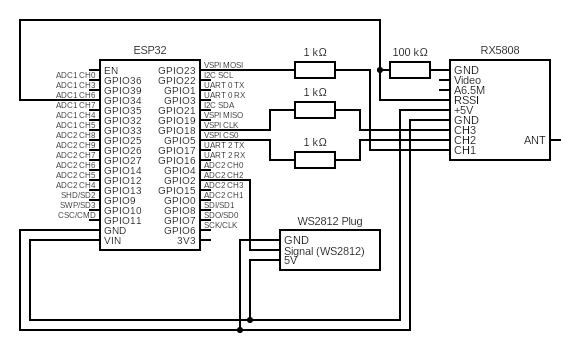 ESP32
1 kΩ
100 kΩ
RX5808
EN
GPIO36
GPIO39
GPIO34
GPIO35
GPIO32
GPIO33
GPIO25
GPIO26
GPIO27
GPIO14
GPIO12
GPIO13
GPIO9
GPIO10
GPIO11
GND
VIN
ADC1 CH0
ADC1 CH3
ADC1 CH6
ADC1 CH7
ADC1 CH4
ADC1 CH5
ADC2 CH8
ADC2 CH9
ADC2 CH7
ADC2 CH6
ADC2 CH5
ADC2 CH4
SHD/SD2
SWP/SD3
CSC/CMD
GPIO23
GPIO22
GPIO1
GPIO3
GPIO21
GPIO19
GPIO18
GPIO5
GPIO17
GPIO16
GPIO4
GPIO2
GPIO15
GPIO0
GPIO8
GPIO7
GPIO6
3V3
VSPI MOSI
I2C SCL
UART 0 TX
UART 0 RX
I2C SDA
VSPI MISO
VSPI CLK
VSPI CS0
UART 2 TX
UART 2 RX
ADC2 CH0
ADC2 CH2
ADC2 CH3
ADC2 CH1
SDI/SD1
SDO/SD0
SCK/CLK
1 kΩ
1 kΩ
GND
Video
A6.5M
RSSI
+5V
GND
CH3
CH2
CH1
ANT
WS2812 Plug
GND
Signal (WS2812)
5V